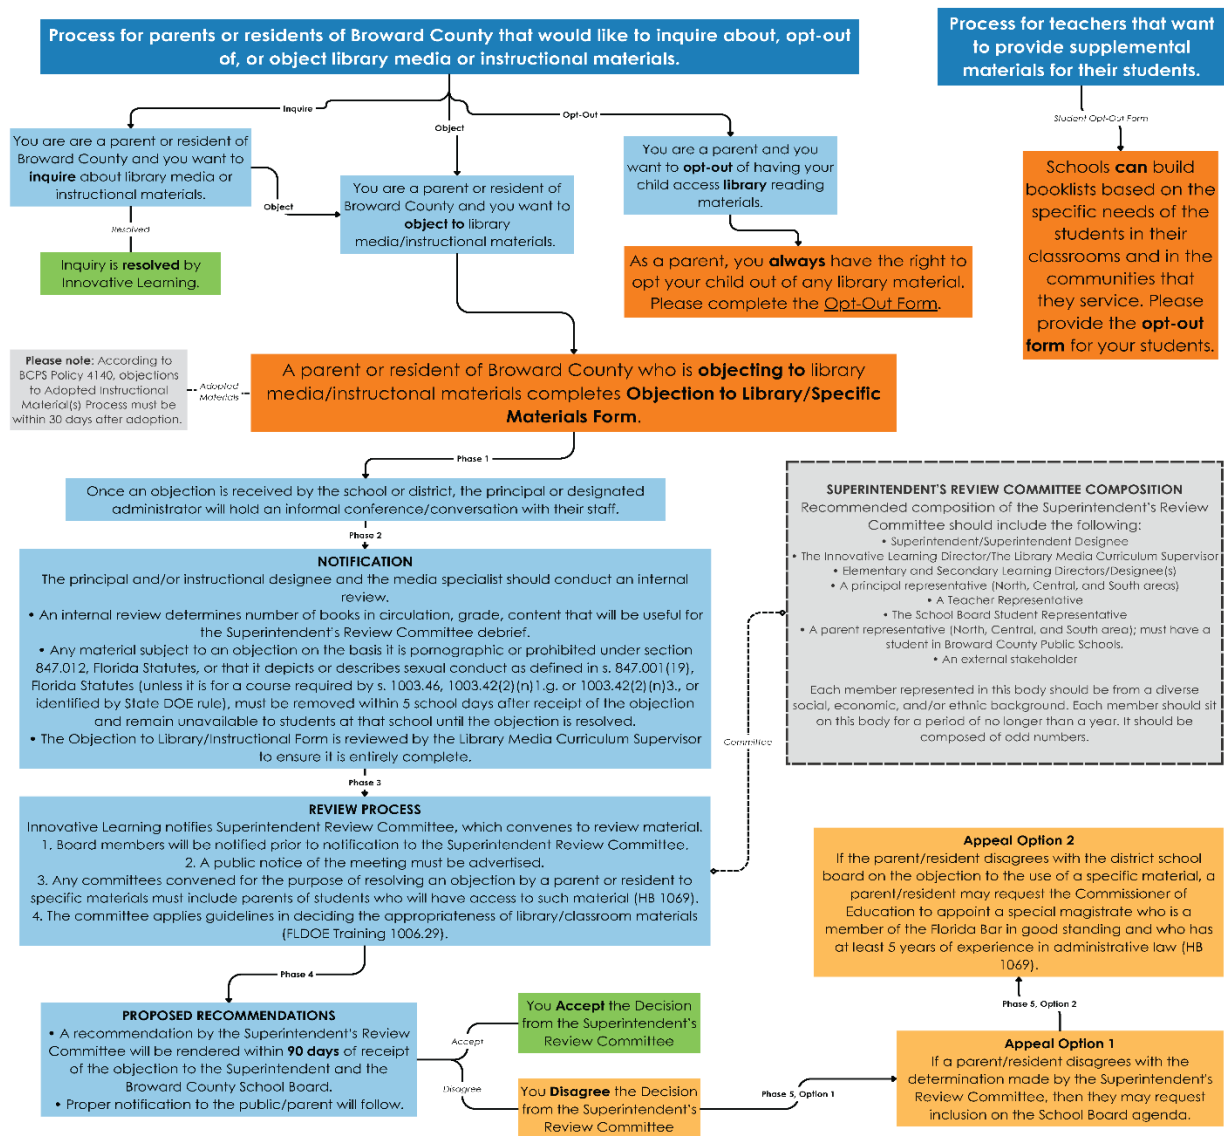 Process for parents or residents of Broward County that would like to inquire about, opt-out
of, or object library media or instructional materials.
Process for teachers that want
to provide supplemental
materials for their students.
Inquire
Object
Opt-Out
Student Opt-Out Form
You are are a parent or resident of
Broward County and you want to
inquire about library media or
instructional materials.
Object
You are a parent or resident of
Broward County and you want to
object to library
media/instructional materials.
You are a parent and you
want to opt-out of having your
child access library reading
materials.
Schools can build
booklists based on the
specific needs of the
students in their
classrooms and in the
communities that
they service. Please
provide the opt-out
form for your students.
Resolved
Inquiry is resolved by
Innovative Learning.
As a parent, you always have the right to
opt your child out of any library material.
Please complete the Opt-Out Form.
Please note: According to
BCPS Policy 4140, objections
to Adopted Instructional
Material(s) Process must be
within 30 days after adoption.
Adopted
Materials
A parent or resident of Broward County who is objecting to library
media/instructonal materials completes Objection to Library/Specific
Materials Form.
Phase 1
Once an objection is received by the school or district, the principal or designated
administrator will hold an informal conference/conversation with their staff.
Phase 2
NOTIFICATION
The principal and/or instructional designee and the media specialist should conduct an internal
review.
• An internal review determines number of books in circulation, grade, content that will be useful for
the Superintendent's Review Committee debrief.
• Any material subject to an objection on the basis it is pornographic or prohibited under section
847.012, Florida Statutes, or that it depicts or describes sexual conduct as defined in s. 847.001(19),
Florida Statutes (unless it is for a course required by s. 1003.46, 1003.42(2)(n)1.g. or 1003.42(2)(n)3., or
identified by State DOE rule), must be removed within 5 school days after receipt of the objection
and remain unavailable to students at that school until the objection is resolved.
• The Objection to Library/Instructional Form is reviewed by the Library Media Curriculum Supervisor
to ensure it is entirely complete.
SUPERINTENDENT'S REVIEW COMMITTEE COMPOSITION
Recommended composition of the Superintendent's Review
Committee should include the following:
• Superintendent/Superintendent Designee
• The Innovative Learning Director/The Library Media Curriculum Supervisor
• Elementary and Secondary Learning Directors/Designee(s)
• A principal representative (North, Central, and South areas)
• A Teacher Representative
• The School Board Student Representative
• A parent representative (North, Central, and South area); must have a
student in Broward County Public Schools.
• An external stakeholder
Each member represented in this body should be from a diverse
social, economic, and/or ethnic background. Each member should sit
on this body for a period of no longer than a year. It should be
composed of odd numbers.
Committee
Phase 3
REVIEW PROCESS
Innovative Learning notifies Superintendent Review Committee, which convenes to review material.
1. Board members will be notified prior to notification to the Superintendent Review Committee.
2. A public notice of the meeting must be advertised.
3. Any committees convened for the purpose of resolving an objection by a parent or resident to
specific materials must include parents of students who will have access to such material (HB 1069).
4. The committee applies guidelines in deciding the appropriateness of library/classroom materials
(FLDOE Training 1006.29).
Appeal Option 2
If the parent/resident disagrees with the district school
board on the objection to the use of a specific material, a
parent/resident may request the Commissioner of
Education to appoint a special magistrate who is a
member of the Florida Bar in good standing and who has
at least 5 years of experience in administrative law (HB
1069).
Phase 4
Phase 5, Option 2
PROPOSED RECOMMENDATIONS
• A recommendation by the Superintendent's Review
Committee will be rendered within 90 days of receipt
of the objection to the Superintendent and the
Broward County School Board.
• Proper notification to the public/parent will follow.
Accept
Disagree
You Accept the Decision
from the Superintendent's
Review Committee
You Disagree the Decision
from the Superintendent's
Review Committee
Phase 5, Option 1
Appeal Option 1
If a parent/resident disagrees with the
determination made by the Superintendent's
Review Committee, then they may request
inclusion on the School Board agenda.